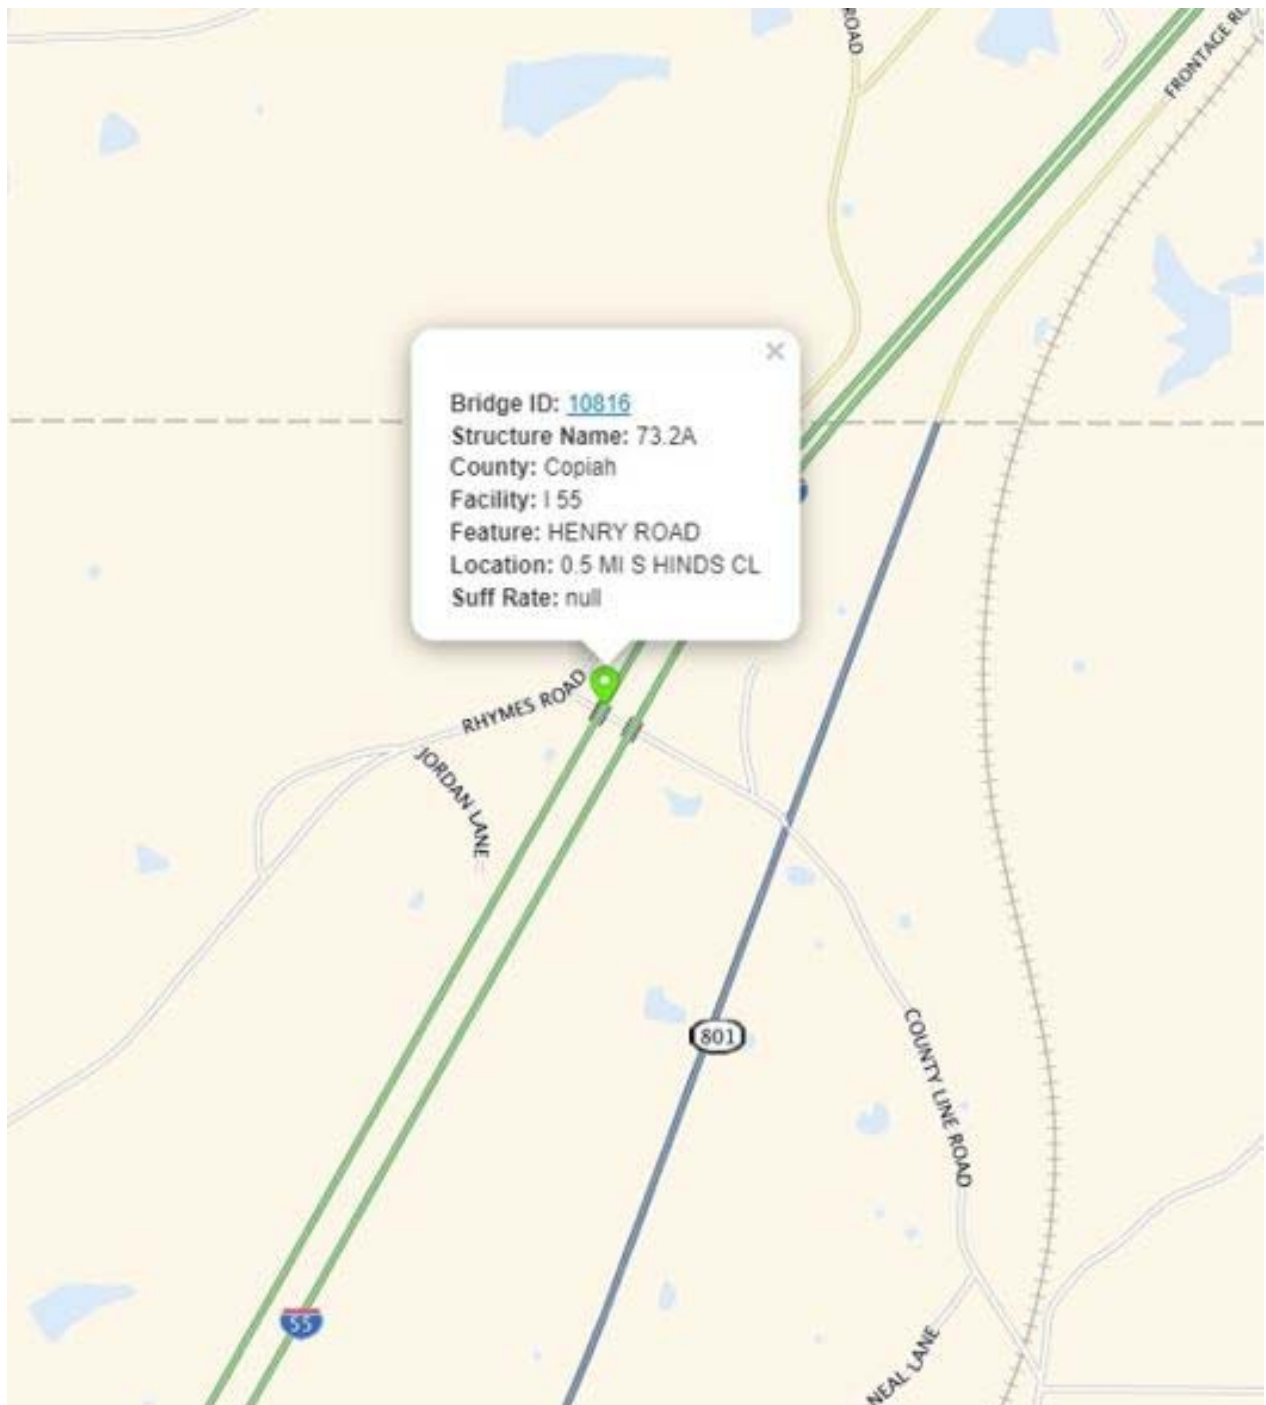 ROAD
FRONTAGE
×
Bridge ID: 10816
Structure Name: 73.2A
County: Copiah
Facility: I 55
Feature: HENRY ROAD
Location: 0.5 MI S HINDS CL
Suff Rate: null
RHYMES ROAD
JORDAN LANE
801
COUNTY LINE ROAD
55
NEAL LANE